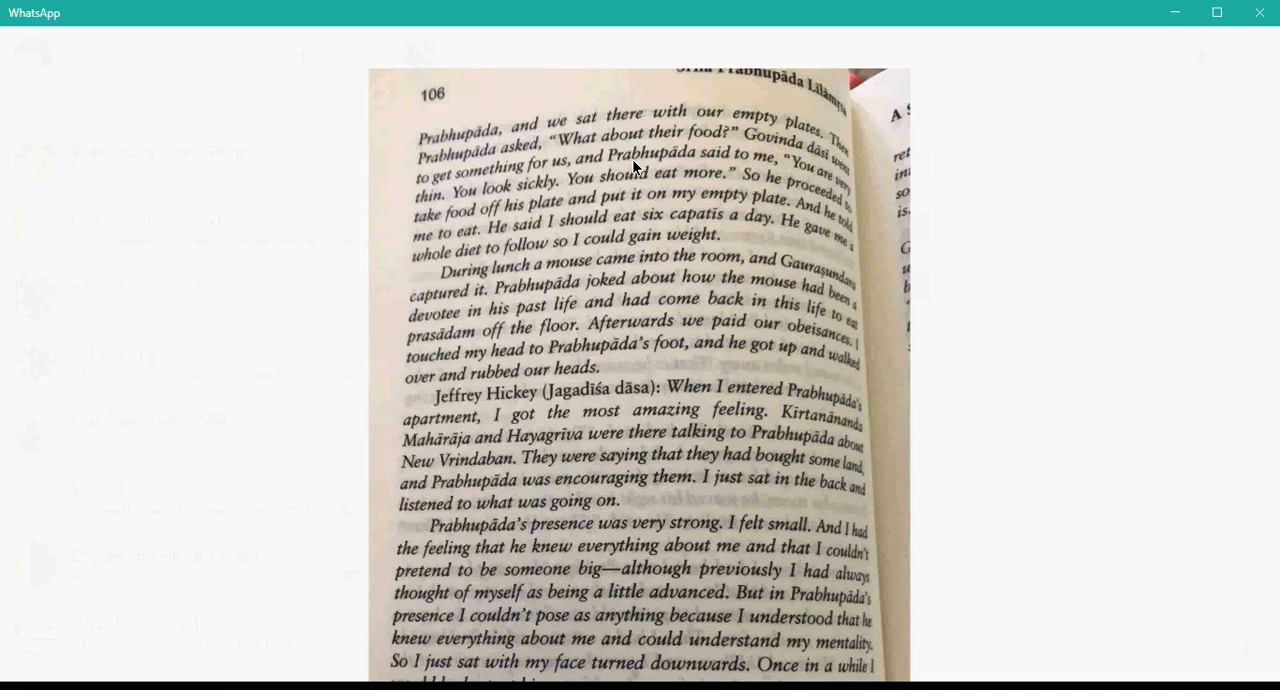 WhatsApp
106
Prabhupāda Līlāmṛta
Prabhupāda, and we sat there with our empty plates. Then
Prabhupāda asked, “What about their food?” Govinda dāsī went
to get something for us, and Prabhupāda said to me, “You are very
thin. You look sickly. You should eat more.” So he proceeded to
take food off his plate and put it on my empty plate. And he told
me to eat. He said I should eat six capatīs a day. He gave me a
whole diet to follow so I could gain weight.
During lunch a mouse came into the room, and Gaurasundara
captured it. Prabhupāda joked about how the mouse had been a
devotee in his past life and had come back in this life to eat
prasādam off the floor. Afterwards we paid our obeisances. I
touched my head to Prabhupāda's foot, and he got up and walked
over and rubbed our heads.
Jeffrey Hickey (Jagadīśa dāsa): When I entered Prabhupāda's
apartment, I got the most amazing feeling. Kīrtanānanda
Mahārāja and Hayagrīva were there talking to Prabhupāda about
New Vrindaban. They were saying that they had bought some land,
and Prabhupāda was encouraging them. I just sat in the back and
listened to what was going on.
Prabhupāda's presence was very strong. I felt small. And I had
the feeling that he knew everything about me and that I couldn't
pretend to be someone big—although previously I had always
thought of myself as being a little advanced. But in Prabhupāda's
presence I couldn't pose as anything because I understood that he
knew everything about me and could understand my mentality.
So I just sat with my face turned downwards. Once in a while I